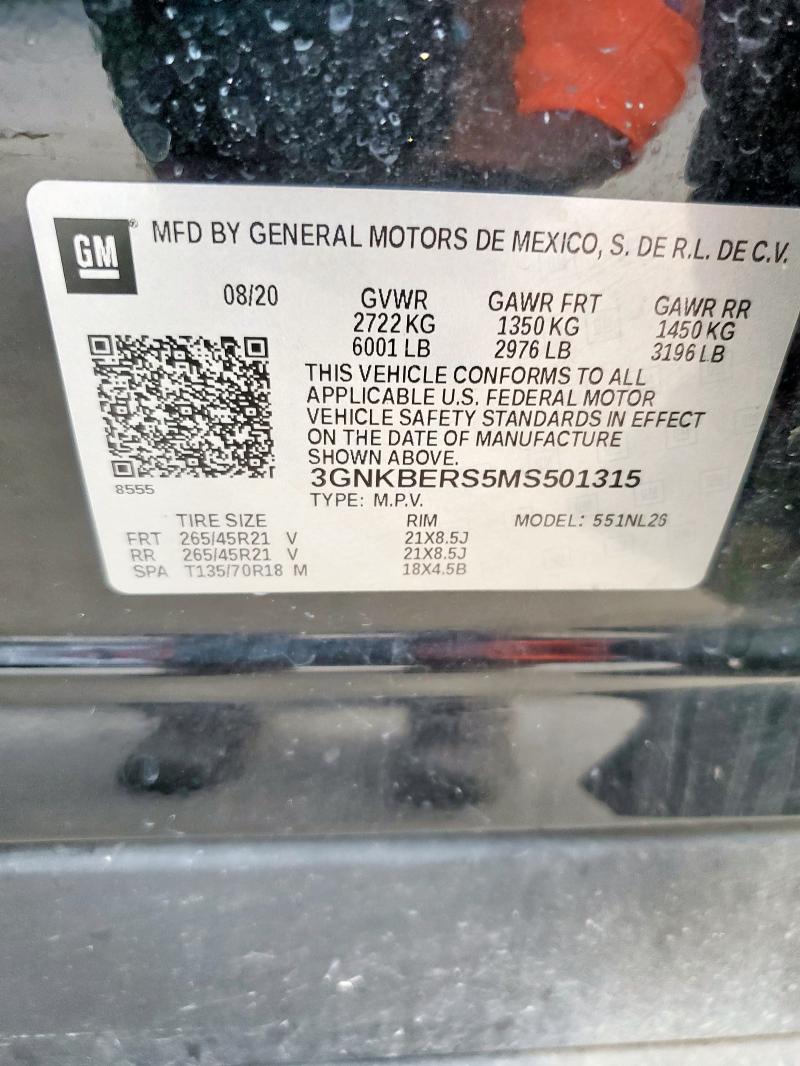 GM® MFD BY GENERAL MOTORS DE MEXICO, S. DE R.L. DE C.V.
08/20 GVWR GAWR FRT GAWR RR
2722 KG 1350 KG 1450 KG
6001 LB 2976 LB 3196 LB
THIS VEHICLE CONFORMS TO ALL
APPLICABLE U.S. FEDERAL MOTOR
VEHICLE SAFETY STANDARDS IN EFFECT
ON THE DATE OF MANUFACTURE
SHOWN ABOVE.
3GNKBERS5MS501315
8555
TYPE: M.P.V.
TIRE SIZE RIM MODEL: 551NL26
FRT 265/45R21 V 21X8.5J
RR 265/45R21 V 21X8.5J
SPA T135/70R18 M 18X4.5B